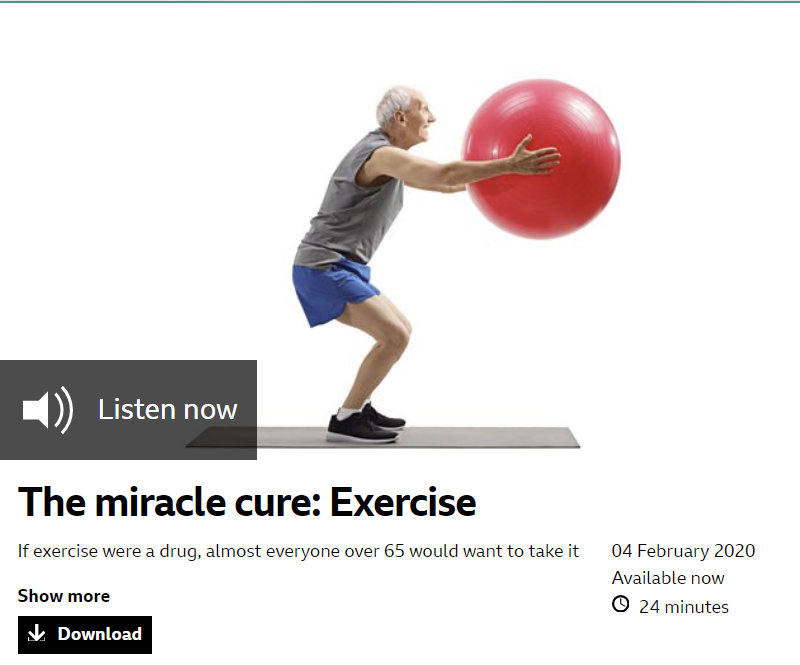 Listen now
The miracle cure: Exercise
If exercise were a drug, almost everyone over 65 would want to take it
04 February 2020
Available now
24 minutes
Show more
Download